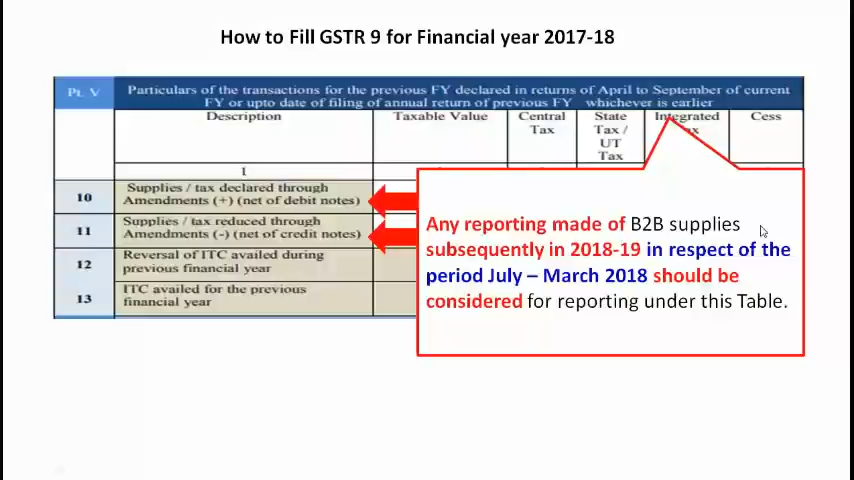 How to Fill GSTR 9 for Financial year 2017-18
Pt. V
Particulars of the transactions for the previous FY declared in returns of April to September of current
FY or upto date of filing of annual return of previous FY whichever is earlier
Description
Taxable Value
Central
Tax
State
Tax /
UT
Tax
Integrated
Cess
1
10
Supplies / tax declared through
Amendments (+) (net of debit notes)
11
Supplies / tax reduced through
Amendments (-) (net of credit notes)
12
Reversal of ITC availed during
previous financial year
13
ITC availed for the previous
financial year
Any reporting made of B2B supplies
subsequently in 2018-19 in respect of the
period July – March 2018 should be
considered for reporting under this Table.